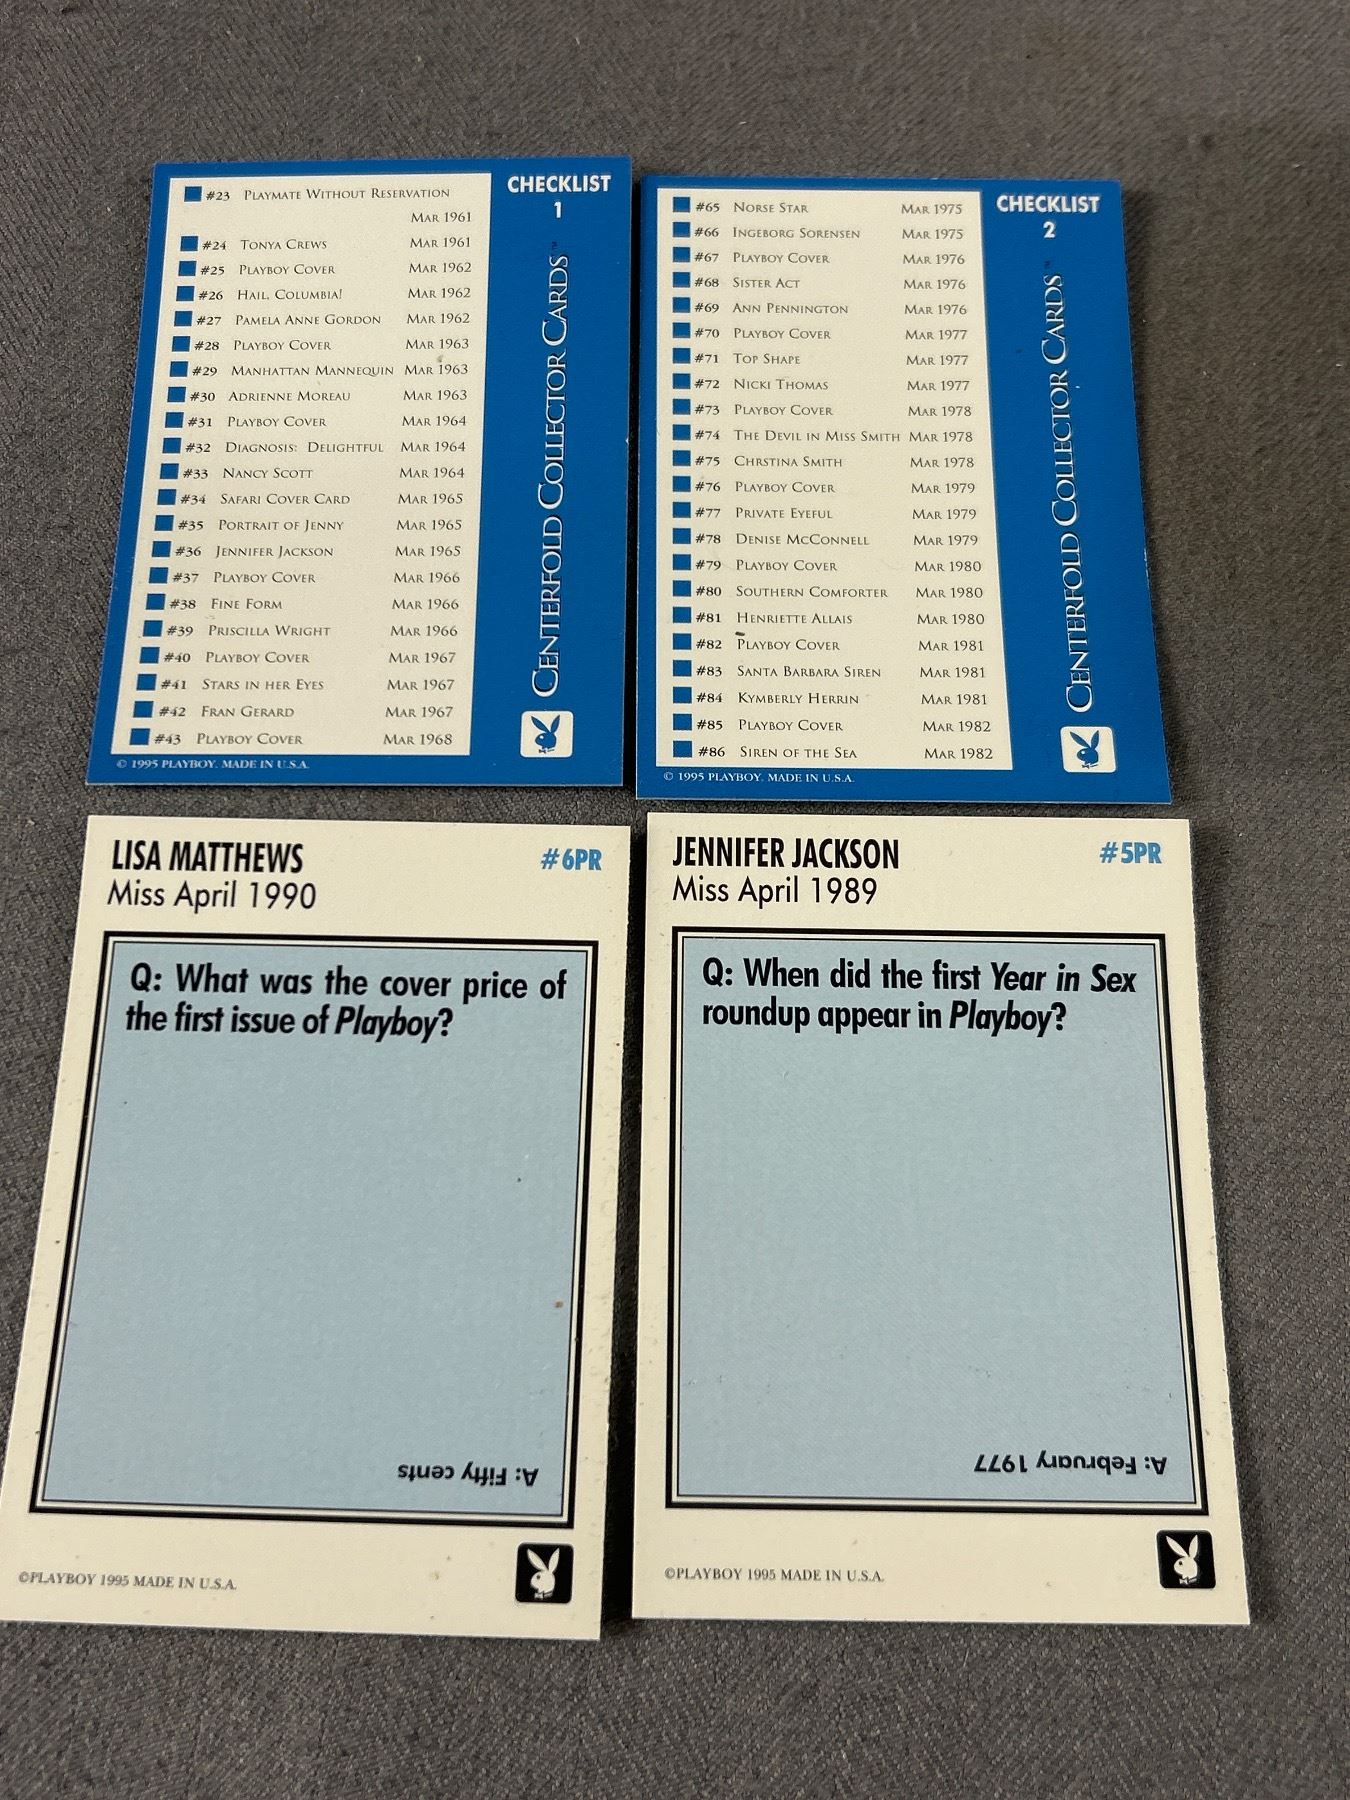 CHECKLIST
1
#23 PLAYMATE WITHOUT RESERVATION
MAR 1961
#24 TONYA CREWS MAR 1961
#25 PLAYBOY COVER MAR 1962
#26 HAIL, COLUMBIA! MAR 1962
#27 PAMELA ANNE GORDON MAR 1962
#28 PLAYBOY COVER MAR 1963
#29 MANHATTAN MANNEQUIN MAR 1963
#30 ADRIENNE MOREAU MAR 1963
#31 PLAYBOY COVER MAR 1964
#32 DIAGNOSIS: DELIGHTFUL MAR 1964
#33 NANCY SCOTT MAR 1964
#34 SAFARI COVER CARD MAR 1965
#35 PORTRAIT OF JENNY MAR 1965
#36 JENNIFER JACKSON MAR 1965
#37 PLAYBOY COVER MAR 1966
#38 FINE FORM MAR 1966
#39 PRISCILLA WRIGHT MAR 1966
#40 PLAYBOY COVER MAR 1967
#41 STARS IN HER EYES MAR 1967
#42 FRAN GERARD MAR 1967
#43 PLAYBOY COVER MAR 1968
CENTERFOLD COLLECTOR CARDS™
© 1995 PLAYBOY. MADE IN U.S.A.
CHECKLIST
2
#65 NORSE STAR MAR 1975
#66 INGEBORG SORENSEN MAR 1975
#67 PLAYBOY COVER MAR 1976
#68 SISTER ACT MAR 1976
#69 ANN PENNINGTON MAR 1976
#70 PLAYBOY COVER MAR 1977
#71 TOP SHAPE MAR 1977
#72 NICKI THOMAS MAR 1977
#73 PLAYBOY COVER MAR 1978
#74 THE DEVIL IN MISS SMITH MAR 1978
#75 CHRSTINA SMITH MAR 1978
#76 PLAYBOY COVER MAR 1979
#77 PRIVATE EYEFUL MAR 1979
#78 DENISE MCCONNELL MAR 1979
#79 PLAYBOY COVER MAR 1980
#80 SOUTHERN COMFORTER MAR 1980
#81 HENRIETTE ALLAIS MAR 1980
#82 PLAYBOY COVER MAR 1981
#83 SANTA BARBARA SIREN MAR 1981
#84 KYMBERLY HERRIN MAR 1981
#85 PLAYBOY COVER MAR 1982
#86 SIREN OF THE SEA MAR 1982
CENTERFOLD COLLECTOR CARDS™
© 1995 PLAYBOY. MADE IN U.S.A.
LISA MATTHEWS #6PR
Miss April 1990
Q: What was the cover price of
the first issue of Playboy?
A: Fifty cents
©PLAYBOY 1995 MADE IN U.S.A.
JENNIFER JACKSON #5PR
Miss April 1989
Q: When did the first Year in Sex
roundup appear in Playboy?
A: February 1977
©PLAYBOY 1995 MADE IN U.S.A.